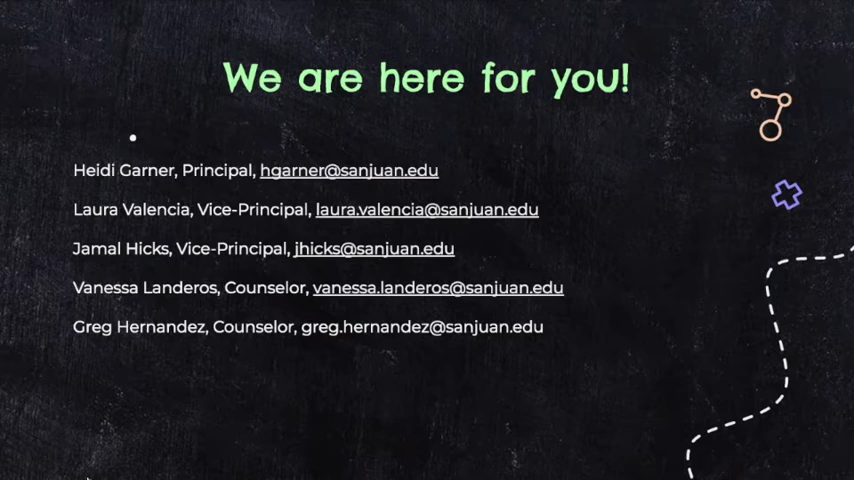 We are here for you!
Heidi Garner, Principal, hgarner@sanjuan.edu
Laura Valencia, Vice-Principal, laura.valencia@sanjuan.edu
Jamal Hicks, Vice-Principal, jhicks@sanjuan.edu
Vanessa Landeros, Counselor, vanessa.landeros@sanjuan.edu
Greg Hernandez, Counselor, greg.hernandez@sanjuan.edu